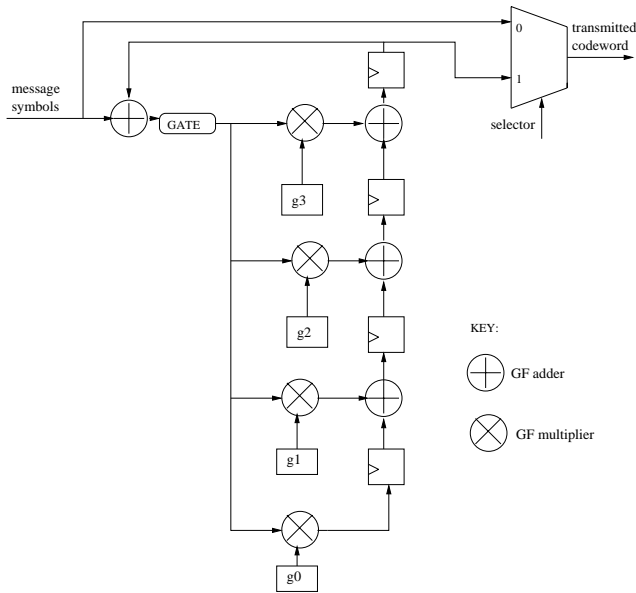 transmitted
codeword
0
1
message
symbols
GATE
selector
g3
g2
KEY:
GF adder
g1
GF multiplier
g0